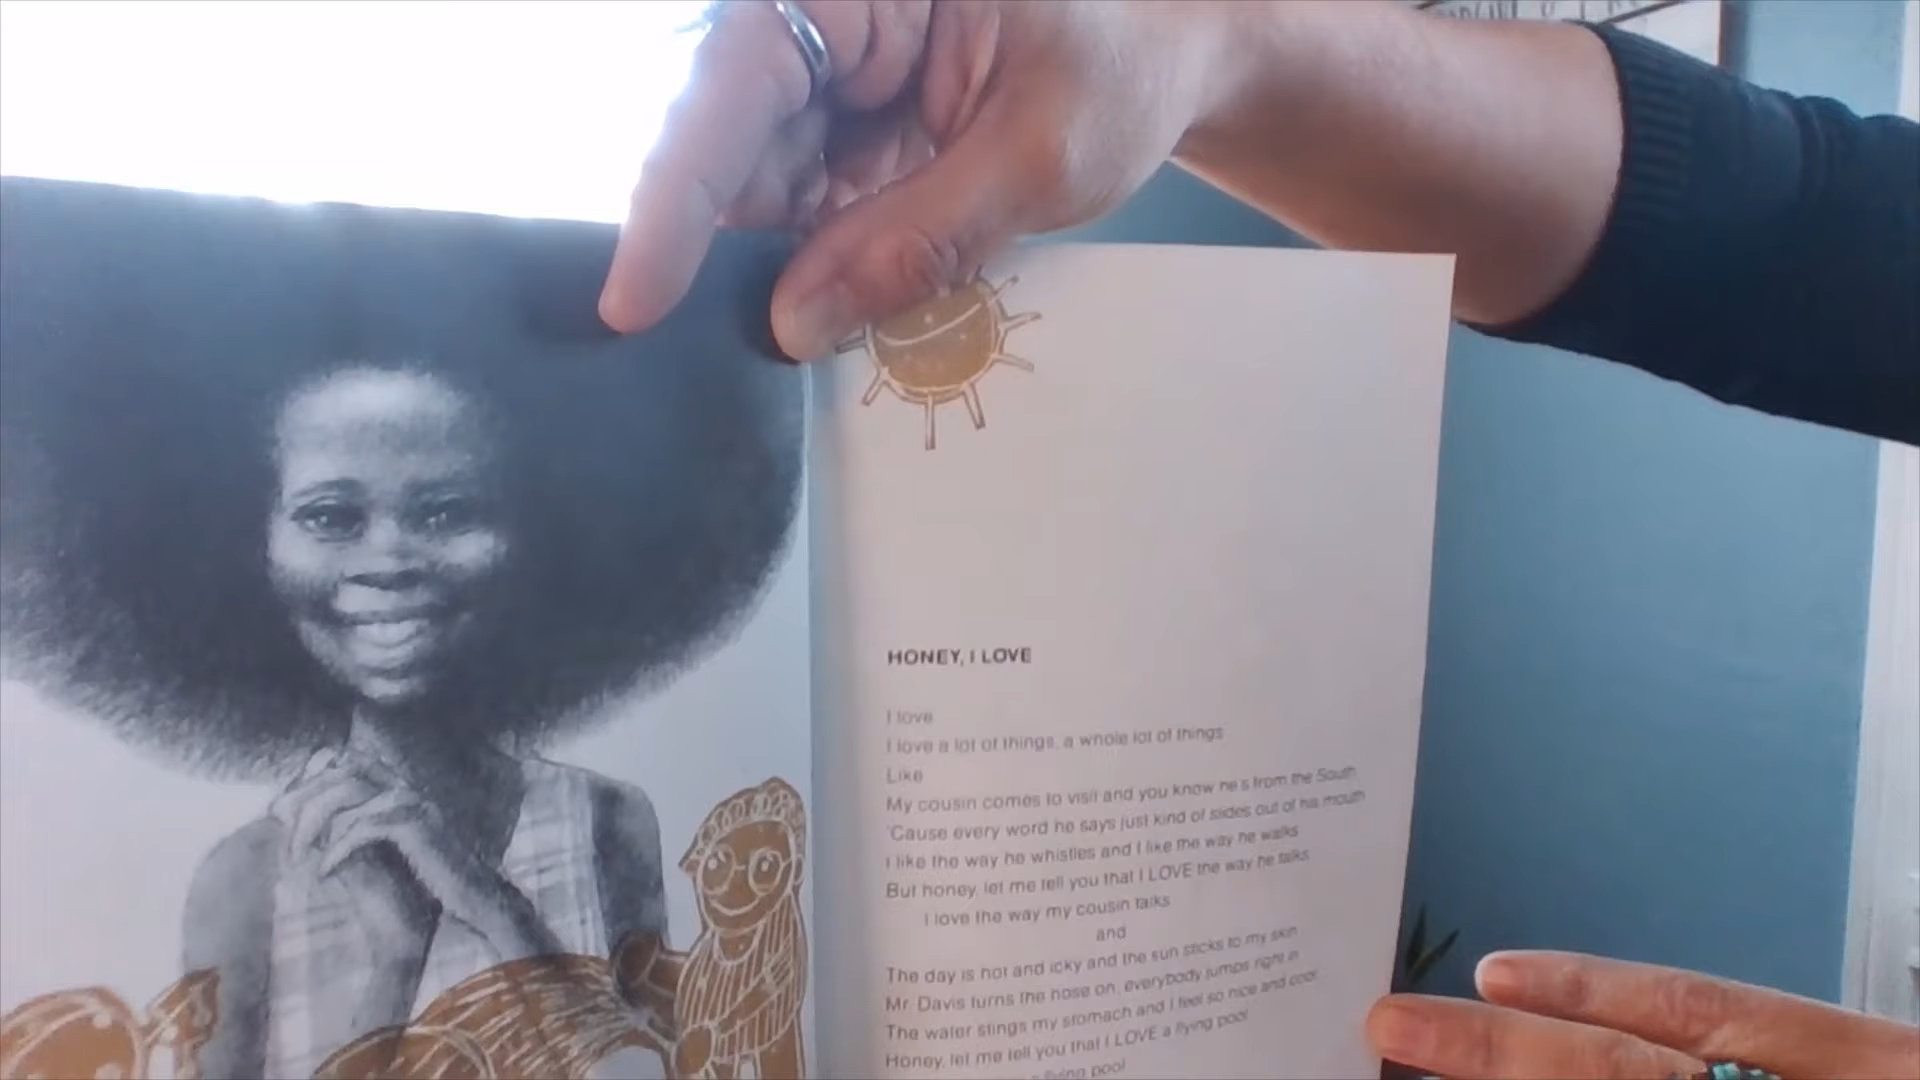 HONEY, I LOVE
I love
I love a lot of things, a whole lot of things
Like
My cousin comes to visit and you know he's from the South
'Cause every word he says just kind of slides out of his mouth
I like the way he whistles and I like the way he walks
But honey, let me tell you that I LOVE the way he talks
I love the way my cousin talks
and
The day is hot and icky and the sun sticks to my skin
Mr. Davis turns the hose on, everybody jumps right in
The water stings my stomach and I feel so nice and cool
Honey, let me tell you that I LOVE a flying pool
a flying pool